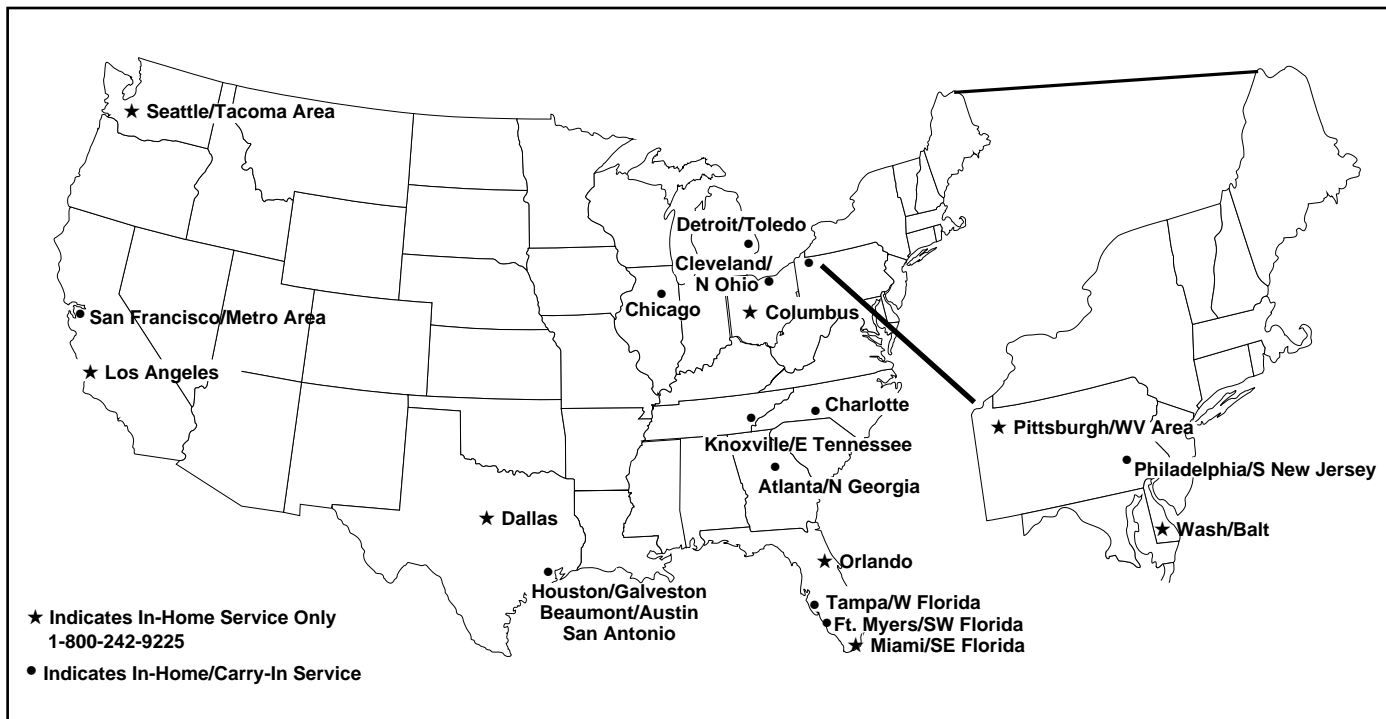 ★ Seattle/Tacoma Area
Detroit/Toledo
Cleveland/
N Ohio
Chicago
★ Columbus
San Francisco/Metro Area
★ Los Angeles
Charlotte
Knoxville/E Tennessee
Atlanta/N Georgia
★ Pittsburgh/WV Area
Philadelphia/S New Jersey
★ Wash/Balt
★ Dallas
★ Orlando
Houston/Galveston
Beaumont/Austin
San Antonio
Tampa/W Florida
Ft. Myers/SW Florida
★ Miami/SE Florida
★ Indicates In-Home Service Only
1-800-242-9225
• Indicates In-Home/Carry-In Service